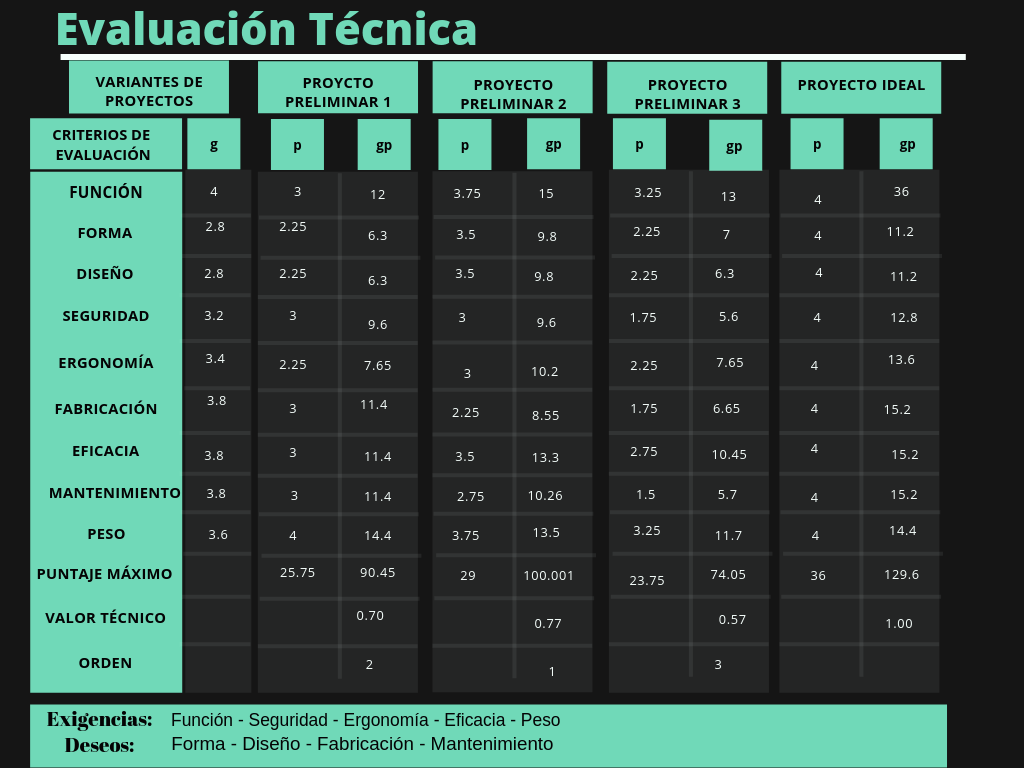 Evaluación Técnica
VARIANTES DE PROYECTOS PROYCTO PRELIMINAR 1 PROYECTO PRELIMINAR 2 PROYECTO PRELIMINAR 3 PROYECTO IDEAL
CRITERIOS DE EVALUACIÓN g p gp p gp p gp p gp
FUNCIÓN 4 3 12 3.75 15 3.25 13 4 36
FORMA 2.8 2.25 6.3 3.5 9.8 2.25 7 4 11.2
DISEÑO 2.8 2.25 6.3 3.5 9.8 2.25 6.3 4 11.2
SEGURIDAD 3.2 3 9.6 3 9.6 1.75 5.6 4 12.8
ERGONOMÍA 3.4 2.25 7.65 3 10.2 2.25 7.65 4 13.6
FABRICACIÓN 3.8 3 11.4 2.25 8.55 1.75 6.65 4 15.2
EFICACIA 3.8 3 11.4 3.5 13.3 2.75 10.45 4 15.2
MANTENIMIENTO 3.8 3 11.4 2.75 10.26 1.5 5.7 4 15.2
PESO 3.6 4 14.4 3.75 13.5 3.25 11.7 4 14.4
PUNTAJE MÁXIMO 25.75 90.45 29 100.001 23.75 74.05 36 129.6
VALOR TÉCNICO 0.70 0.77 0.57 1.00
ORDEN 2 1 3
Exigencias: Función - Seguridad - Ergonomía - Eficacia - Peso
Deseos: Forma - Diseño - Fabricación - Mantenimiento